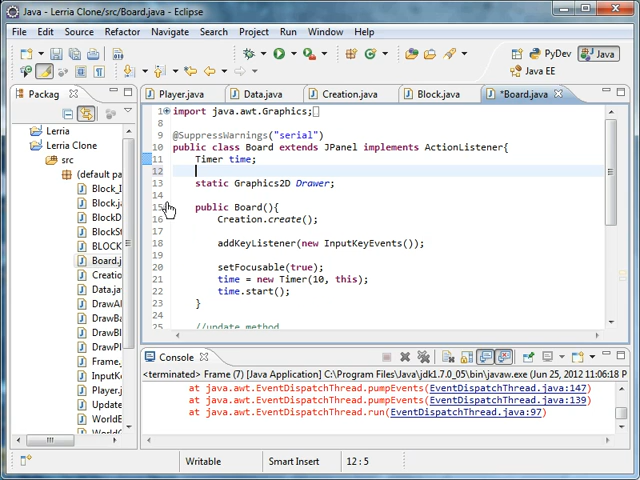 Java - Lerria Clone/src/Board.java - Eclipse
File Edit Source Refactor Navigate Search Project Run Window Help
PyDev Java
Java EE
Packag
Player.java Data.java Creation.java Block.java *Board.java
Lerria
Lerria Clone
src
(default pa
Block_I
Block.j
BlockD
BlockSt
BLOCK
Board.j
Creatio
Data.jav
DrawAl
DrawBa
DrawBl
DrawPl
Frame.
InputKe
Player.j
Update
WorldE
WorldG
1 import java.awt.Graphics;
8
9 @SuppressWarnings("serial")
10 public class Board extends JPanel implements ActionListener{
11 Timer time;
12
13 static Graphics2D Drawer;
14
15 public Board(){
16 Creation.create();
17
18 addKeyListener(new InputKeyEvents());
19
20 setFocusable(true);
21 time = new Timer(10, this);
22 time.start();
23 }
24
25 //update method
Console
<terminated> Frame (7) [Java Application] C:\Program Files\Java\jdk1.7.0_05\bin\javaw.exe (Jun 25, 2012 11:06:18
at java.awt.EventDispatchThread.pumpEvents(EventDispatchThread.java:147)
at java.awt.EventDispatchThread.pumpEvents(EventDispatchThread.java:139)
at java.awt.EventDispatchThread.run(EventDispatchThread.java:97)
Writable Smart Insert 12 : 5